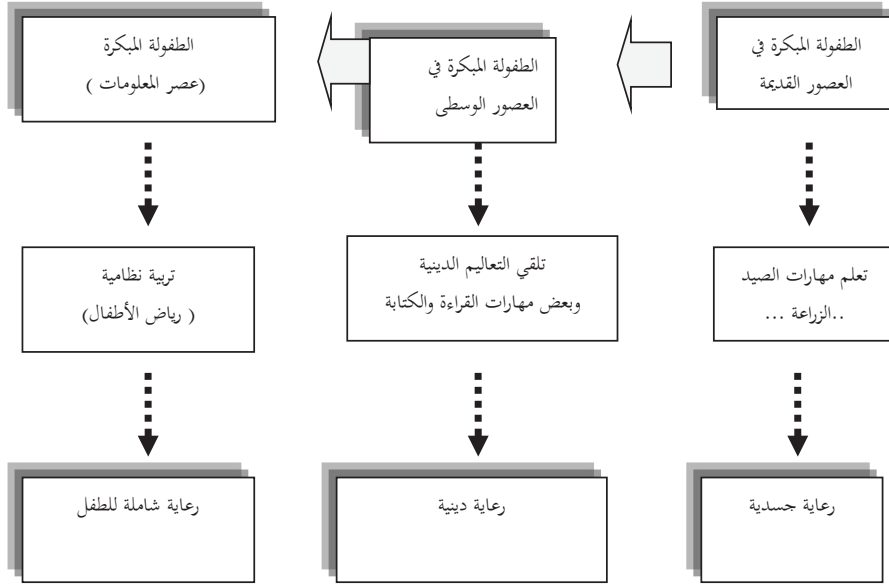 الطفولة المبكرة في
العصور القديمة
الطفولة المبكرة في
العصور الوسطى
الطفولة المبكرة
(عصر المعلومات )
تعلم مهارات الصيد
..الزراعة ...
تلقي التعاليم الدينية
وبعض مهارات القراءة والكتابة
تربية نظامية
( رياض الأطفال)
رعاية جسدية
رعاية دينية
رعاية شاملة للطفل